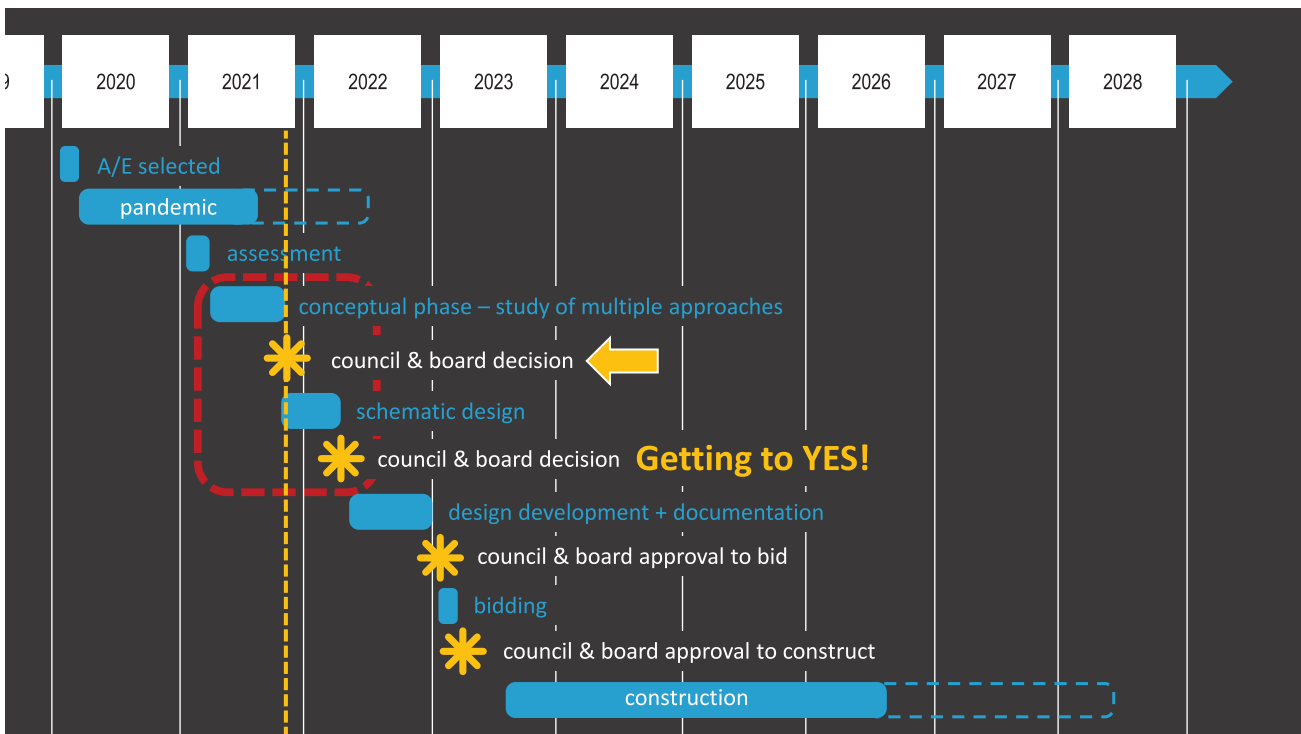 9 2020 2021 2022 2023 2024 2025 2026 2027 2028
A/E selected
pandemic
assessment
conceptual phase – study of multiple approaches
council & board decision
schematic design
council & board decision Getting to YES!
design development + documentation
council & board approval to bid
bidding
council & board approval to construct
construction